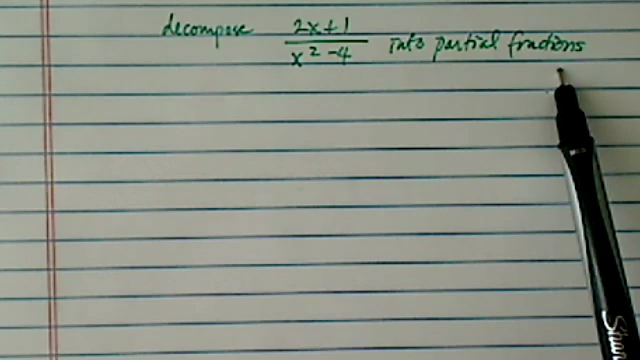 decompose (2x+1)/(x² - 4) into partial fractions